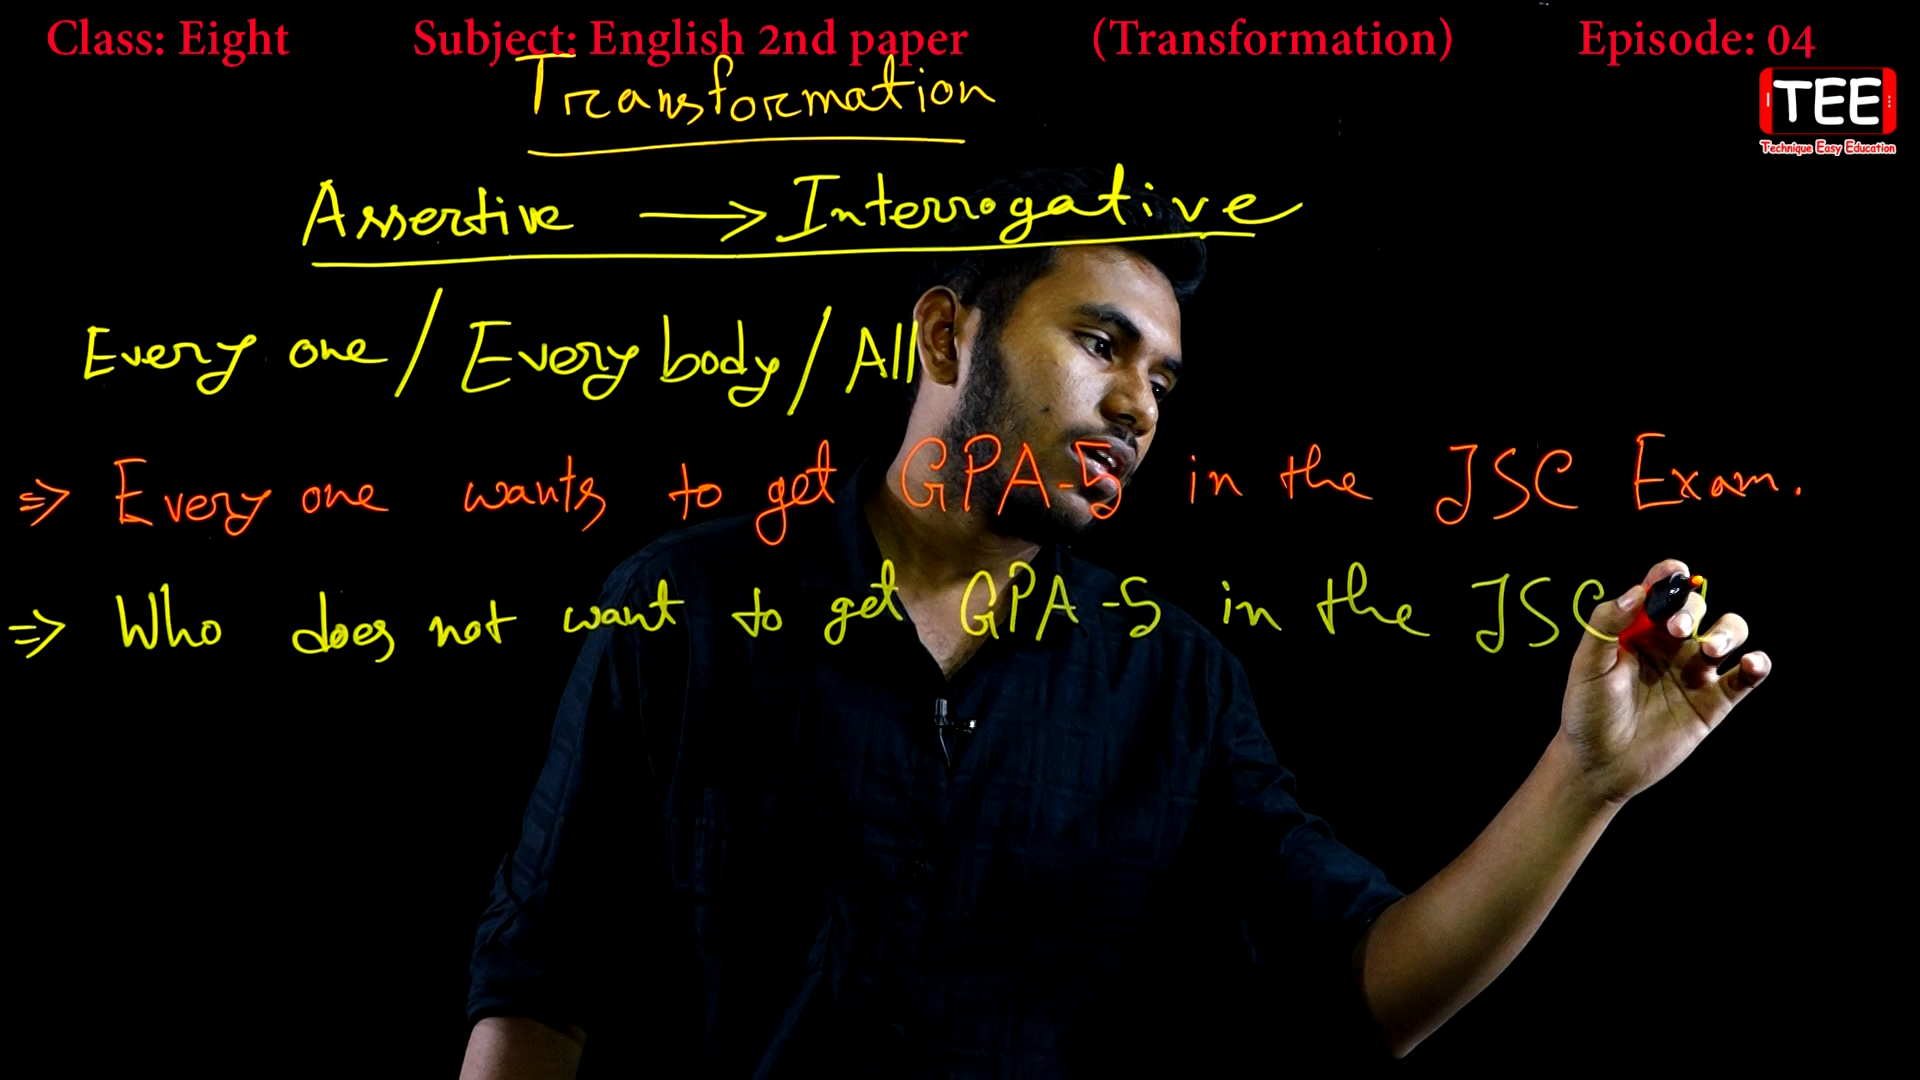 Class: Eight Subject: English 2nd paper (Transformation) Episode: 04
TEE
Technique Easy Education
Transformation
Assertive → Interrogative
Every one / Every body / All
⇒ Every one wants to get GPA-5 in the JSC Exam.
⇒ Who does not want to get GPA-5 in the JSC